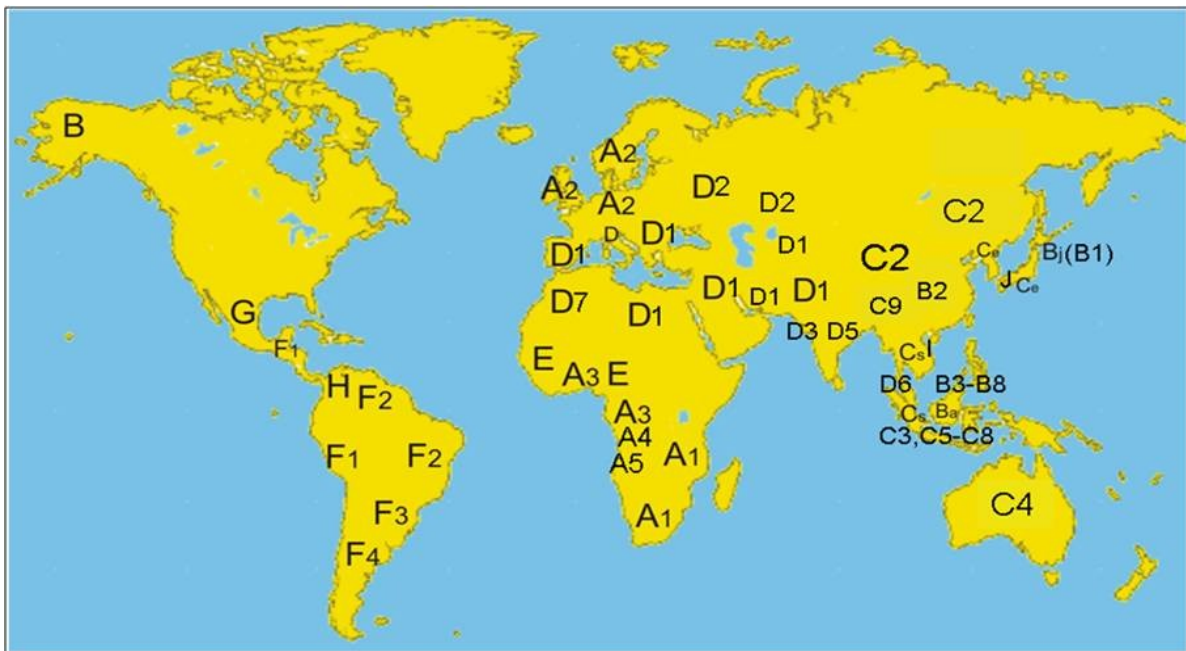 B
A2
A2
A2
D2
D2
C2
D
D1
D1
D1
C2
Ce
Bj(B1)
J
Ce
D1
D1
D1
B2
C9
D7
D1
G
D3 D5
F1
Cs
I
E
A3
E
D6
B3-B8
H
F2
A3
Cs
Ba
A4
C3,C5-C8
F1
F2
A5
A1
F3
A1
C4
F4